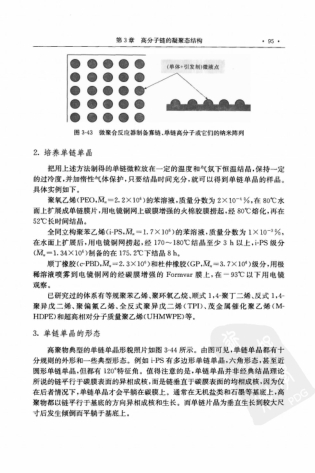 第3章 高分子链的凝聚态结构
· 95 ·
(单体+引发剂)微液点
图 3-43 微聚合反应器制备寡链、单链高分子或它们的纳米阵列
2. 培养单链单晶
把用上述方法制得的单链微粒放在一定的温度和气氛下恒温结晶,保持一定
的过冷度,并加惰性气体保护,只要结晶时间充分,就可以得到单链单晶的样品。
具体实例如下。
聚氧乙烯(PEO,M̄ₙ=2.2×10⁶)的苯溶液,质量分数为 2×10⁻⁴%,在 80℃水
面上扩展成单链膜片,用电镜铜网上碳膜增强的火棉胶膜捞起,经 80℃熔化,再在
52℃长时间结晶。
全同立构聚苯乙烯(i-PS,M̄ₙ=1.7×10⁶)的苯溶液,质量分数为 1×10⁻⁴%,
在水面上扩展后,用电镜铜网捞起,经 170~180℃结晶至少 3 h 以上,i-PS 级分
(M̄ₙ=1.34×10⁶)制备的在 175.2℃下结晶 8 h。
顺丁橡胶(c-PBD,M̄ₙ=2.3×10⁵)和杜仲橡胶(GP,M̄ₙ=3.7×10⁵)级分,用极
稀溶液喷雾到电镜铜网的经碳膜增强的 Formvar 膜上,在-93℃以下用电镜
观察。
已研究过的体系有等规聚苯乙烯、聚环氧乙烷、顺式 1,4-聚丁二烯、反式 1,4-
聚异戊二烯、聚偏氟乙烯、全反式聚异戊二烯(TPI)、茂金属催化聚乙烯(M-
HDPE)和超高相对分子质量聚乙烯(UHMWPE)等。
3. 单链单晶的形态
高聚物典型的单链单晶形貌照片如图 3-44 所示。由图可见,单链单晶都有十
分规则的外形和一些典型形态。例如 i-PS 有多边形单链单晶,六角形态,甚至近
圆形单链单晶,但都有 120°特征角。值得注意的是,单链单晶并非经典结晶理论
所说的链平行于碳膜表面的异相成核,而是链垂直于碳膜表面的均相成核,因为仅
在后者情况下,单链单晶才会平躺在碳膜上。通常在无机盐类和石墨等基底上,高
聚物都以链平行于基底的方向异相成核和生长。而单链片晶为垂直生长到较大尺
寸后发生倾倒而平躺于基底上。